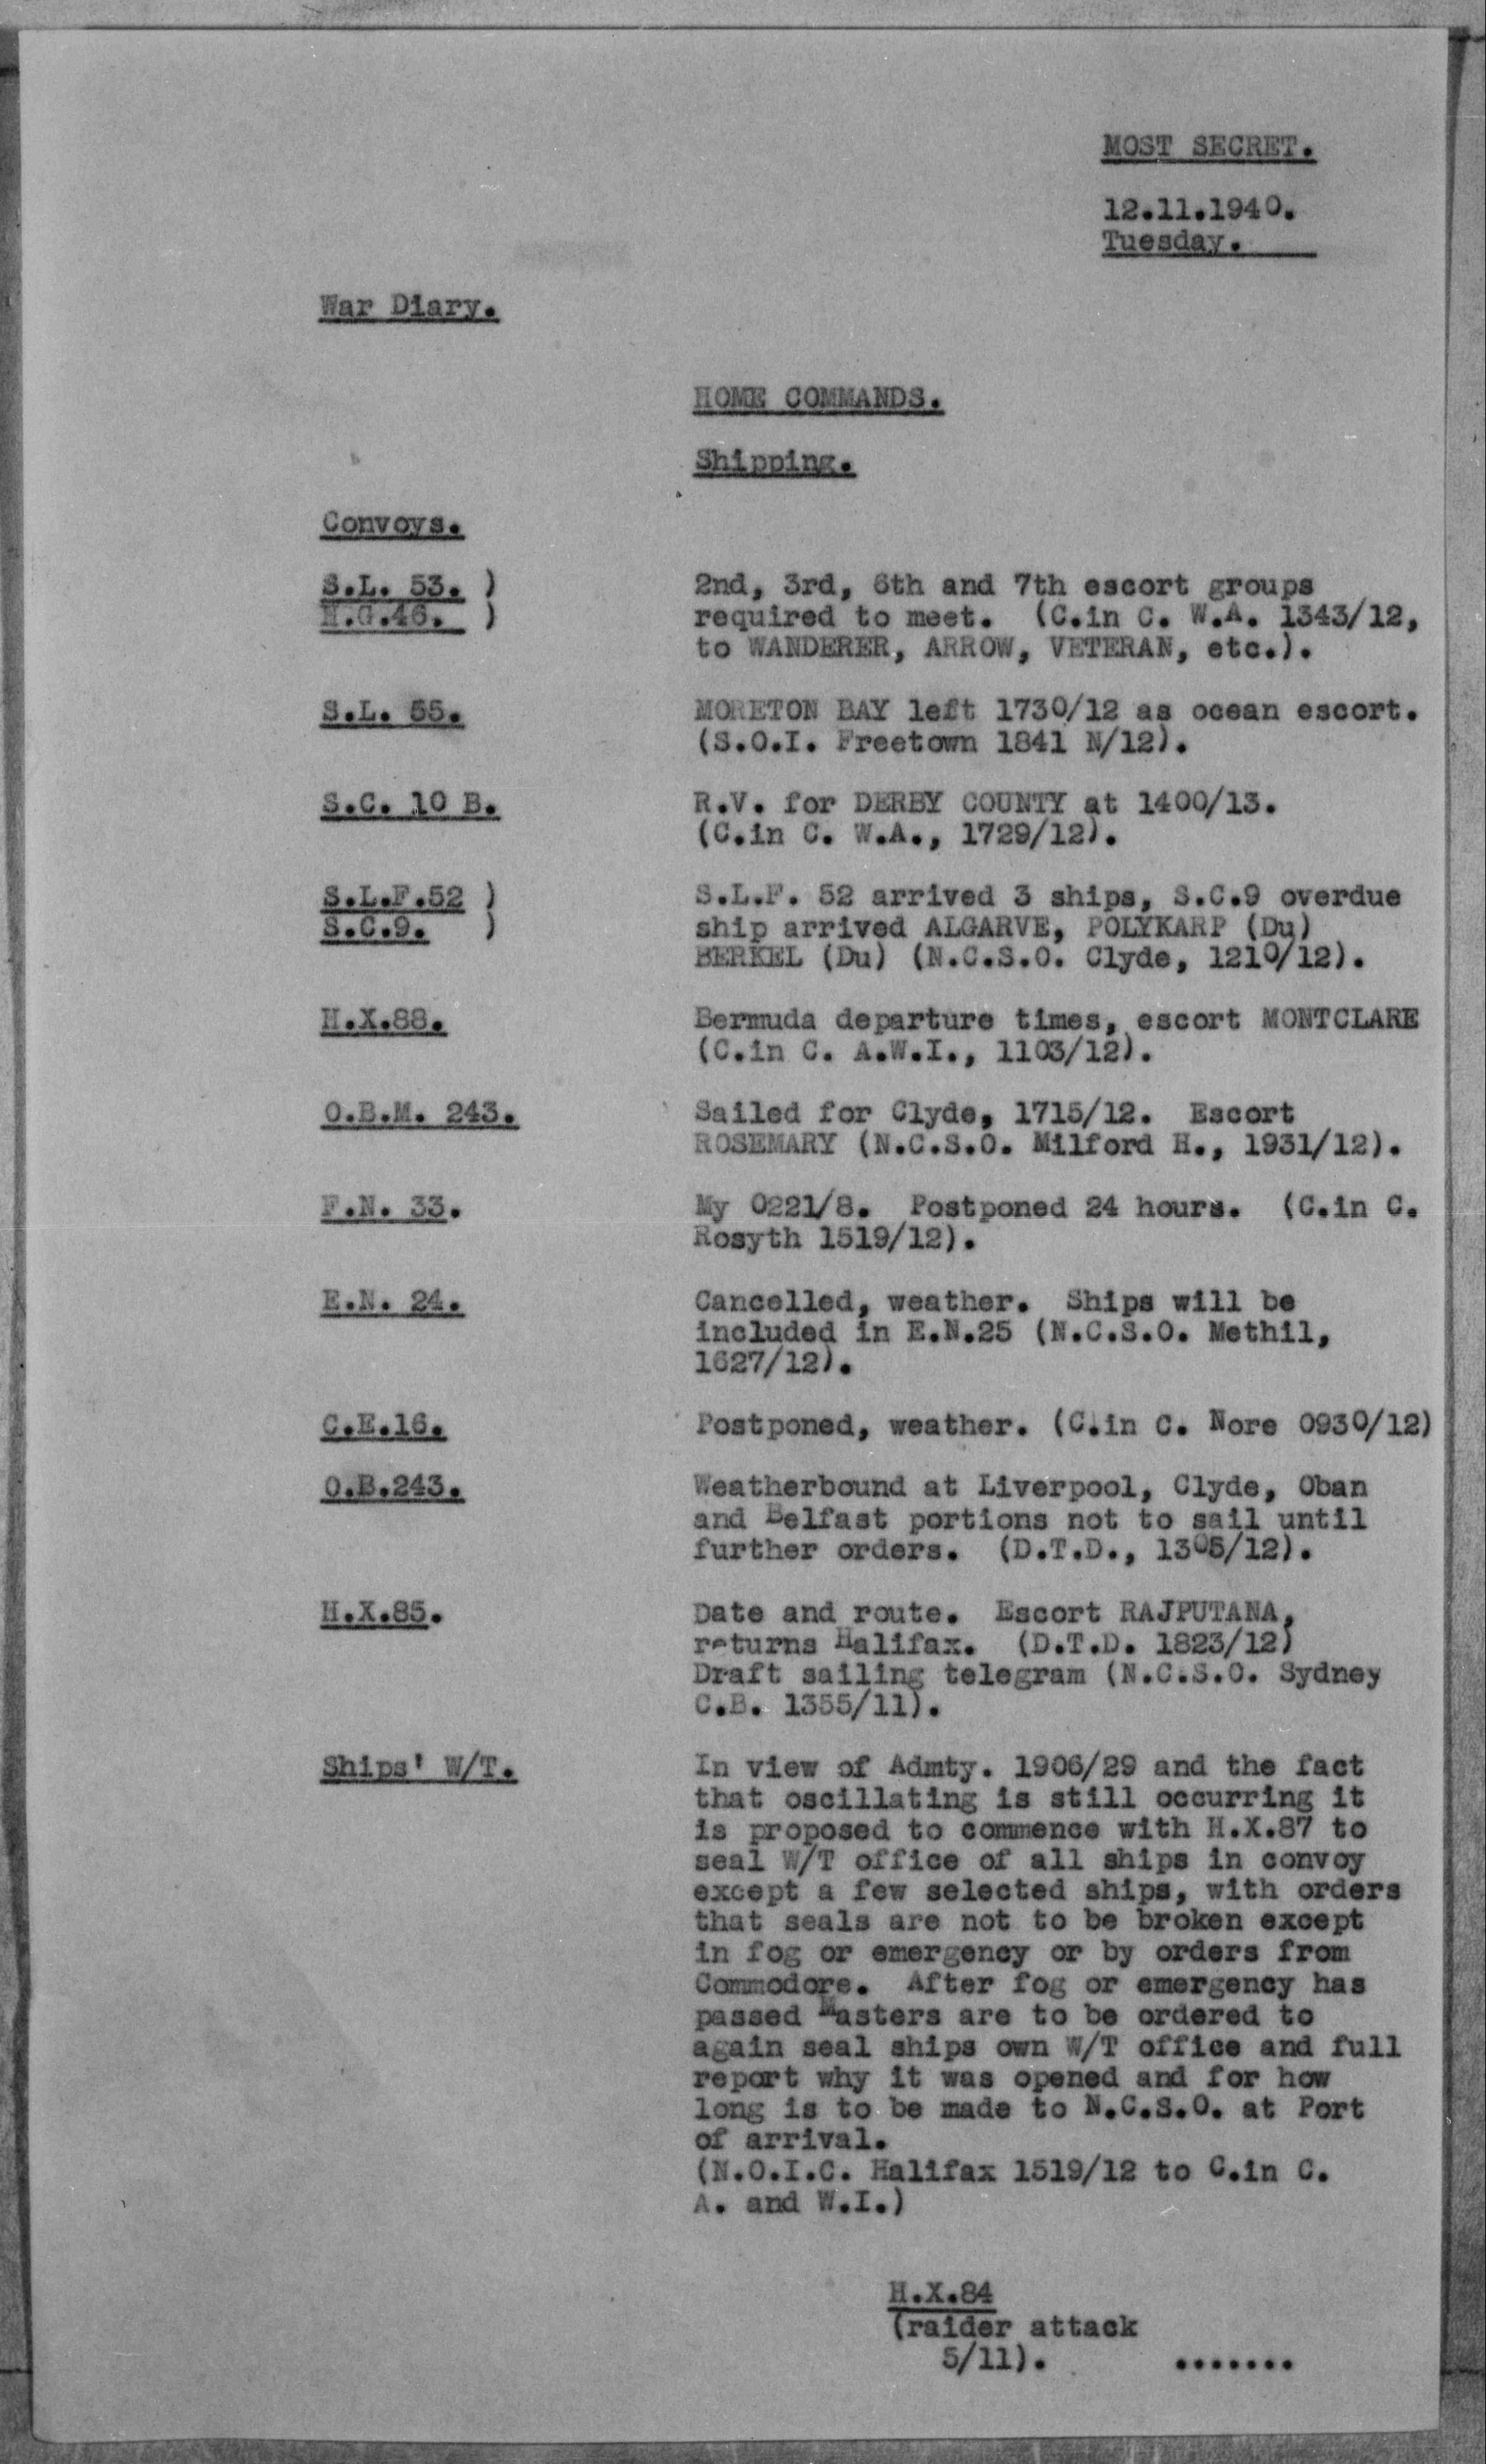 MOST SECRET.
12.11.1940.
Tuesday.
War Diary.
HOME COMMANDS.
Shipping.
Convoys.
S.L. 53. )
H.G.46. )
2nd, 3rd, 6th and 7th escort groups
required to meet. (C.in C. W.A. 1343/12,
to WANDERER, ARROW, VETERAN, etc.).
S.L. 55.
MORETON BAY left 1730/12 as ocean escort.
(S.O.I. Freetown 1841 N/12).
S.C. 10 B.
R.V. for DERBY COUNTY at 1400/13.
(C.in C. W.A., 1729/12).
S.L.F.52 )
S.C.9. )
S.L.F. 52 arrived 3 ships, S.C.9 overdue
ship arrived ALGARVE, POLYKARP (Du)
BERKEL (Du) (N.C.S.O. Clyde, 1210/12).
H.X.88.
Bermuda departure times, escort MONTCLARE
(C.in C. A.W.I., 1103/12).
O.B.M. 243.
Sailed for Clyde, 1715/12. Escort
ROSEMARY (N.C.S.O. Milford H., 1931/12).
F.N. 33.
My 0221/8. Postponed 24 hours. (C.in C.
Rosyth 1519/12).
E.N. 24.
Cancelled, weather. Ships will be
included in E.N.25 (N.C.S.O. Methil,
1627/12).
C.E.16.
Postponed, weather. (C.in C. Nore 0930/12)
O.B.243.
Weatherbound at Liverpool, Clyde, Oban
and Belfast portions not to sail until
further orders. (D.T.D., 1305/12).
H.X.85.
Date and route. Escort RAJPUTANA,
returns Halifax. (D.T.D. 1823/12)
Draft sailing telegram (N.C.S.O. Sydney
C.B. 1355/11).
Ships' W/T.
In view of Admty. 1906/29 and the fact
that oscillating is still occurring it
is proposed to commence with H.X.87 to
seal W/T office of all ships in convoy
except a few selected ships, with orders
that seals are not to be broken except
in fog or emergency or by orders from
Commodore. After fog or emergency has
passed Masters are to be ordered to
again seal ships own W/T office and full
report why it was opened and for how
long is to be made to N.C.S.O. at Port
of arrival.
(N.O.I.C. Halifax 1519/12 to C.in C.
A. and W.I.)
H.X.84
(raider attack
5/11). .......